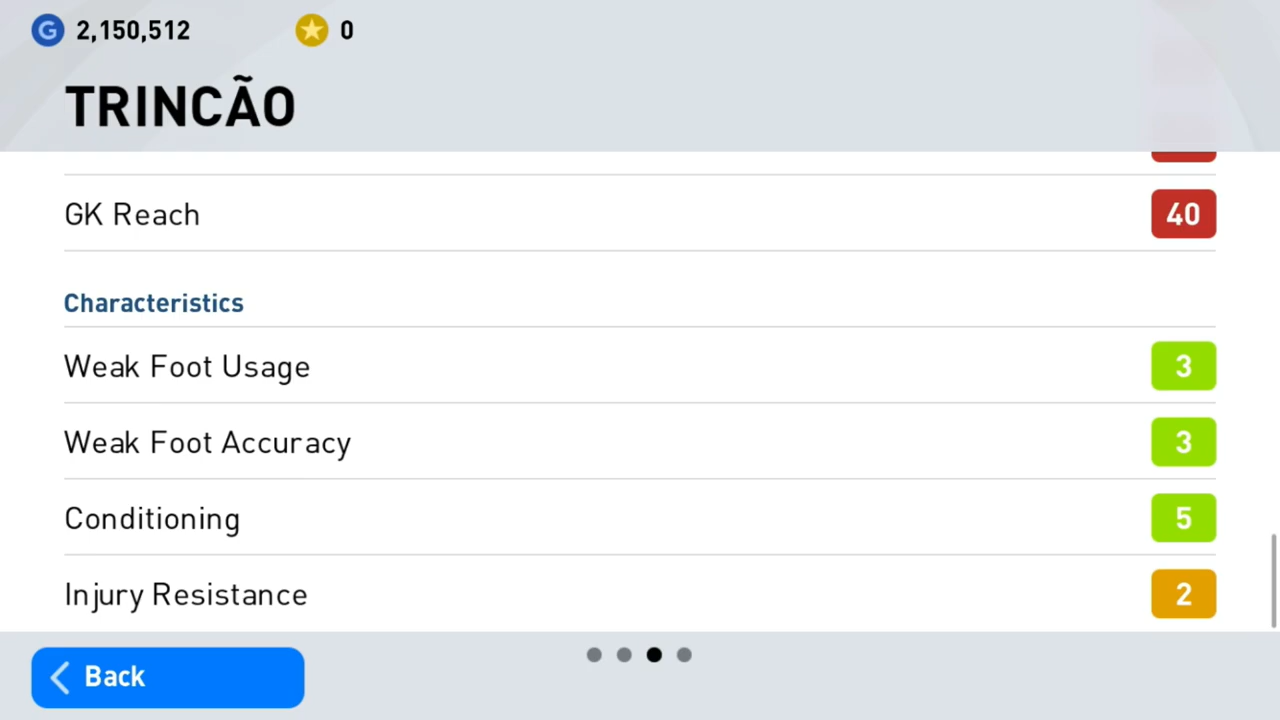 G 2,150,512 0
TRINCÃO
GK Reach 40
Characteristics
Weak Foot Usage 3
Weak Foot Accuracy 3
Conditioning 5
Injury Resistance 2
Back